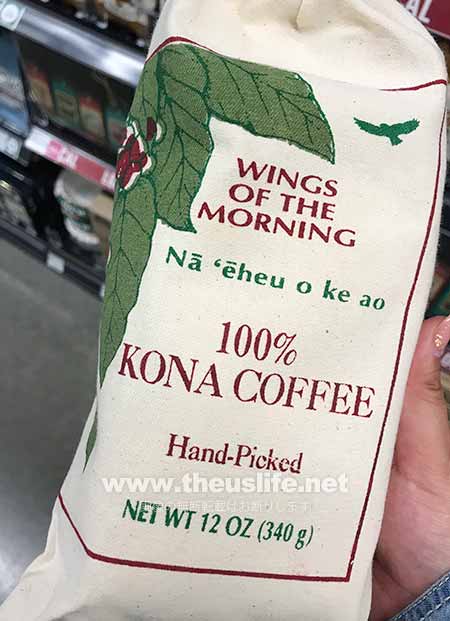 WINGS
OF THE
MORNING
Nā ʻēheu o ke ao
100%
KONA COFFEE
Hand-Picked
www.theuslife.net
NET WT 12 OZ (340 g)